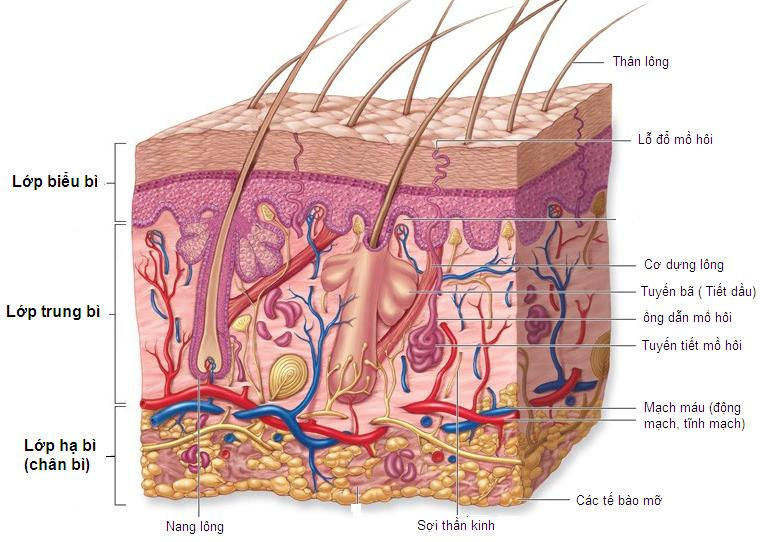 Thân lông
Lỗ đổ mồ hôi
Lớp biểu bì
Cơ dựng lông
Tuyến bã ( Tiết dầu)
Lớp trung bì
ống dẫn mồ hôi
Tuyến tiết mồ hôi
Mạch máu (động
mạch, tĩnh mạch)
Lớp hạ bì
(chân bì)
Các tế bào mỡ
Nang lông
Sợi thần kinh